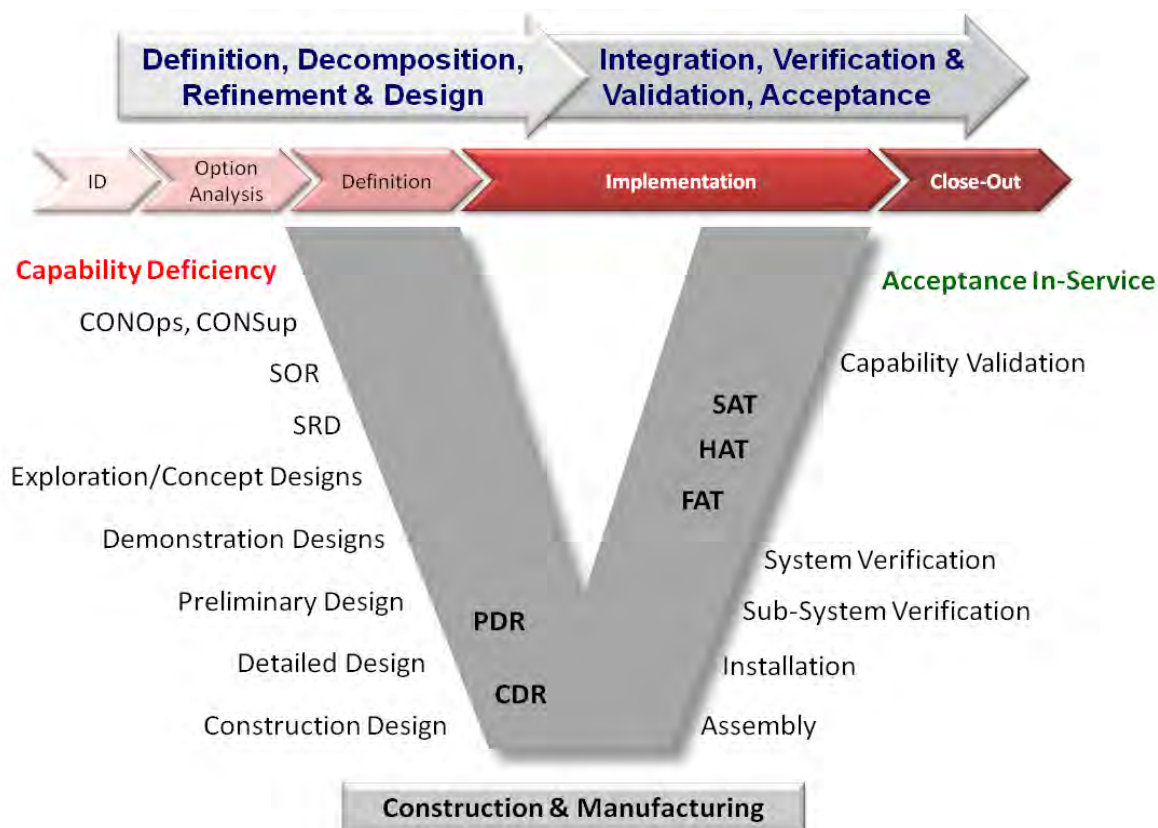 Definition, Decomposition,
Refinement & Design
Integration, Verification &
Validation, Acceptance
ID
Option
Analysis
Definition
Implementation
Close-Out
Capability Deficiency
Acceptance In-Service
CONOps, CONSup
SOR
SRD
Exploration/Concept Designs
Demonstration Designs
Preliminary Design
Detailed Design
Construction Design
PDR
CDR
Capability Validation
SAT
HAT
FAT
System Verification
Sub-System Verification
Installation
Assembly
Construction & Manufacturing